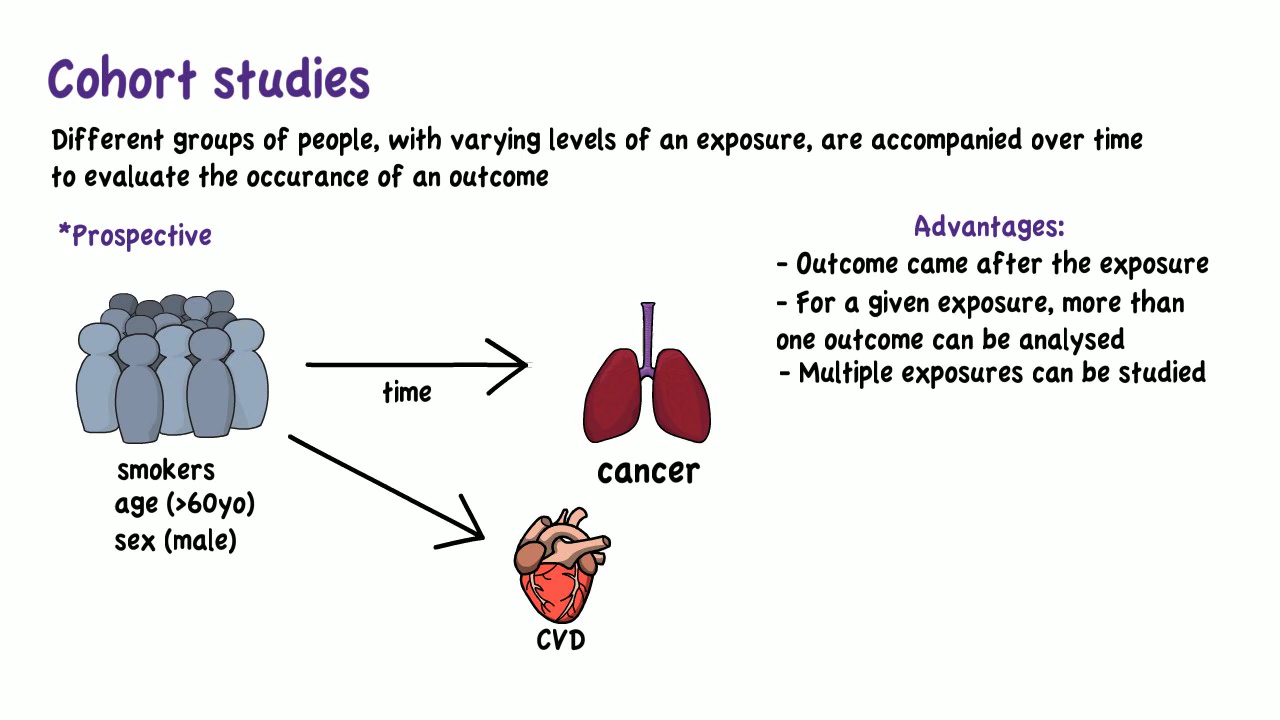 Cohort studies
Different groups of people, with varying levels of an exposure, are accompanied over time
to evaluate the occurance of an outcome
*Prospective
time
smokers
age (>60yo)
sex (male)
cancer
CVD
Advantages:
- Outcome came after the exposure
- For a given exposure, more than
one outcome can be analysed
- Multiple exposures can be studied